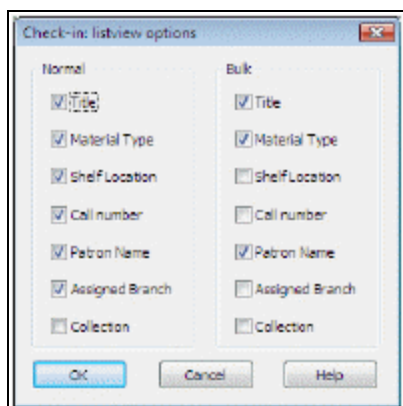 Check-in: listview options
Normal
Title
Material Type
Shelf Location
Call number
Patron Name
Assigned Branch
Collection
Bulk
Title
Material Type
Shelf Location
Call number
Patron Name
Assigned Branch
Collection
OK
Cancel
Help